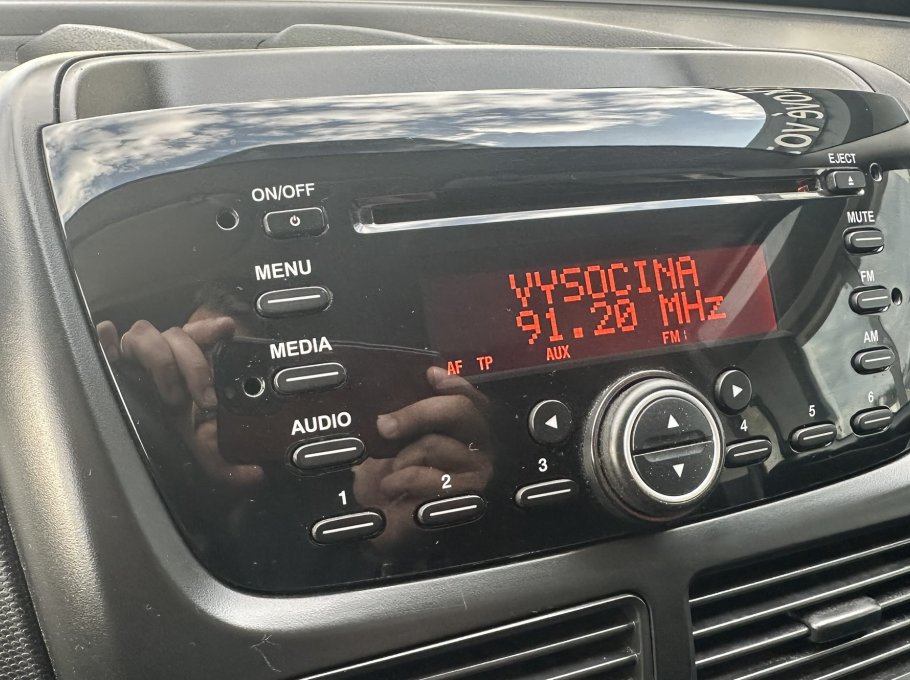 EJECT
ON/OFF
MUTE
MENU
VYSOCINA
91.20 MHz
FM
MEDIA
AF TP AUX FM
AM
AUDIO
1 2 3 4 5 6